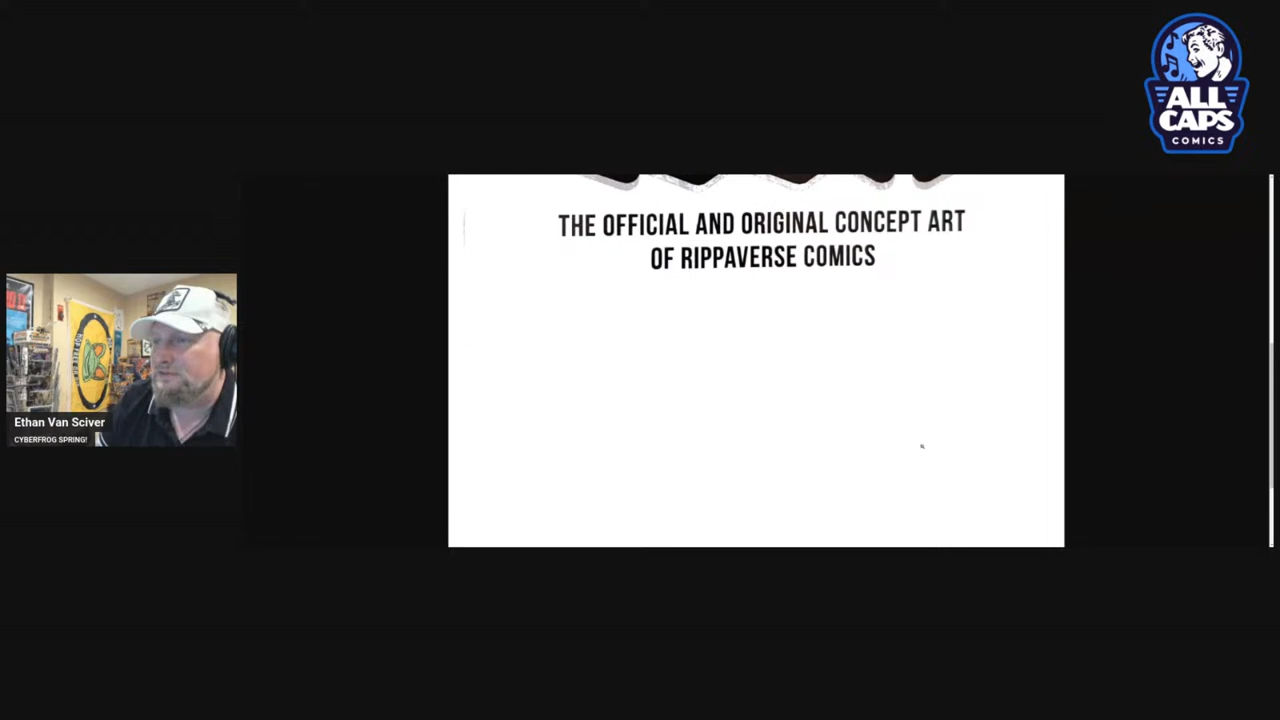 ALL
CAPS
COMICS
THE OFFICIAL AND ORIGINAL CONCEPT ART
OF RIPPAVERSE COMICS
Ethan Van Sciver
CYBERFROG SPRING!